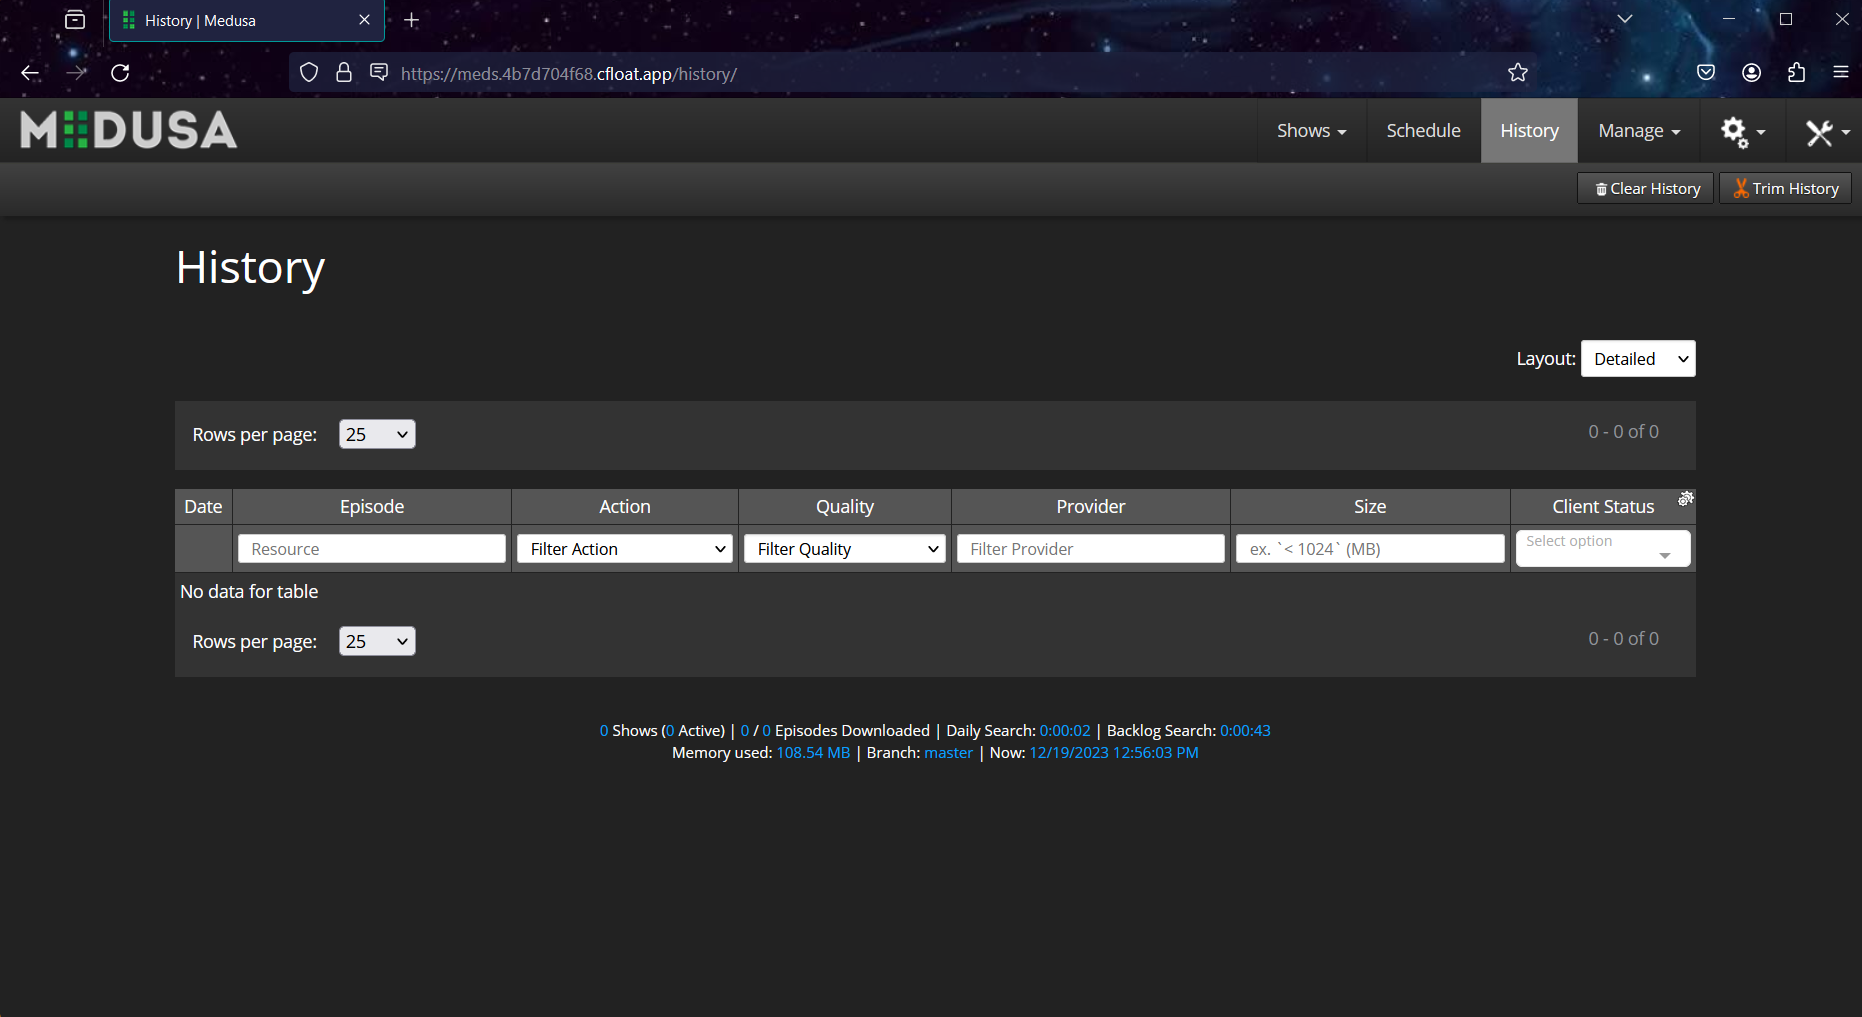 History | Medusa
https://meds.4b7d704f68.cfloat.app/history/
MEDUSA
Shows
Schedule
History
Manage
Clear History
Trim History
History
Layout: Detailed
Rows per page: 25
0 - 0 of 0
Date Episode Action Quality Provider Size Client Status
Resource Filter Action Filter Quality Filter Provider ex. `< 1024` (MB) Select option
No data for table
Rows per page: 25
0 - 0 of 0
0 Shows (0 Active) | 0 / 0 Episodes Downloaded | Daily Search: 0:00:02 | Backlog Search: 0:00:43
Memory used: 108.54 MB | Branch: master | Now: 12/19/2023 12:56:03 PM